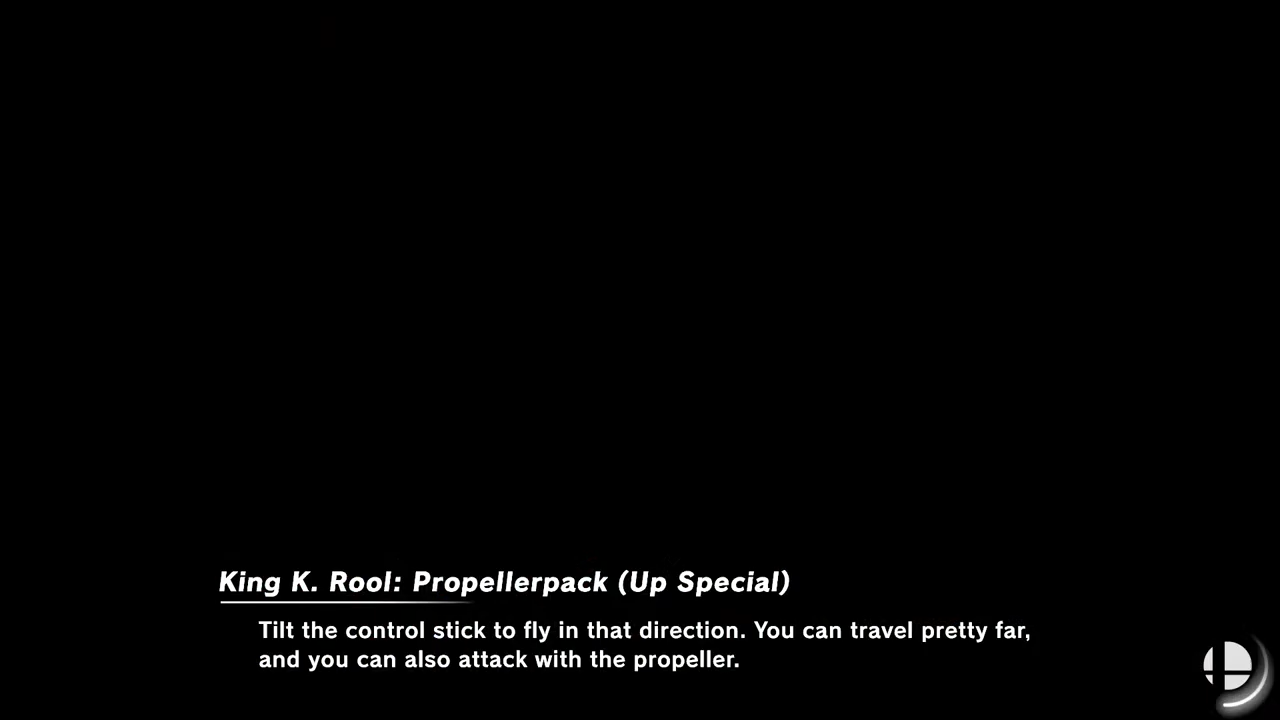 King K. Rool: Propellerpack (Up Special)
Tilt the control stick to fly in that direction. You can travel pretty far,
and you can also attack with the propeller.